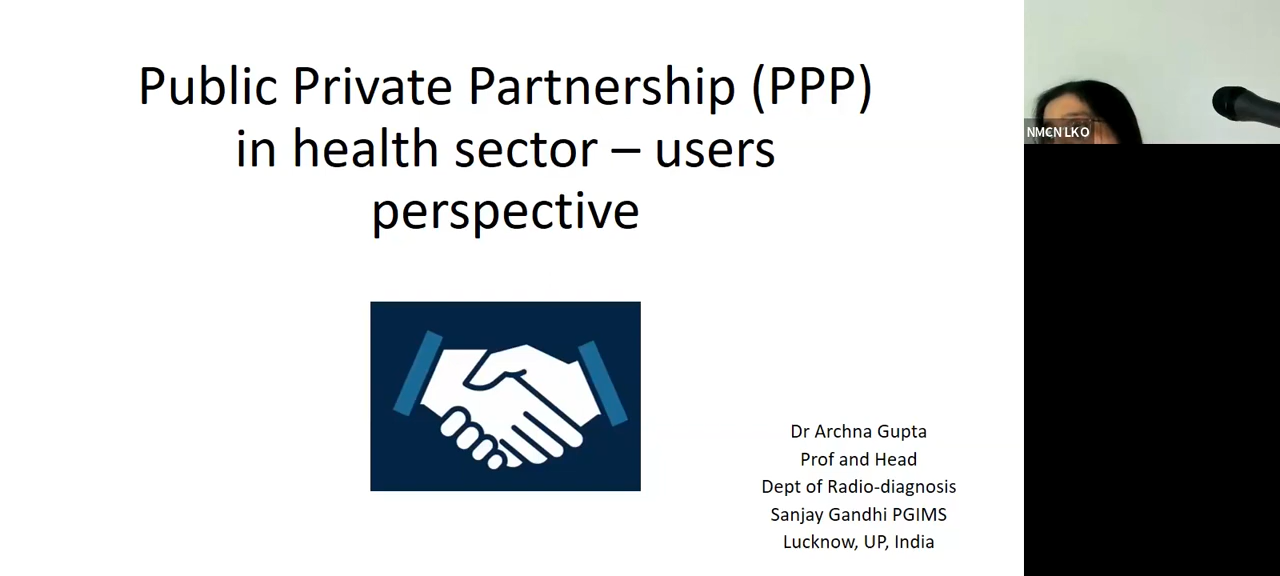 Public Private Partnership (PPP)
in health sector – users
perspective
Dr Archna Gupta
Prof and Head
Dept of Radio-diagnosis
Sanjay Gandhi PGIMS
Lucknow, UP, India
NMCN LKO